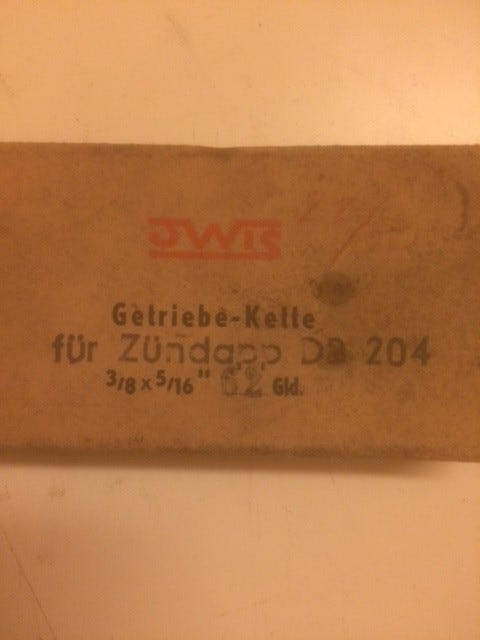 JWIS
Getriebe-Kette
für Zündapp DB 204
3/8 x 5/16" 62 Gld.